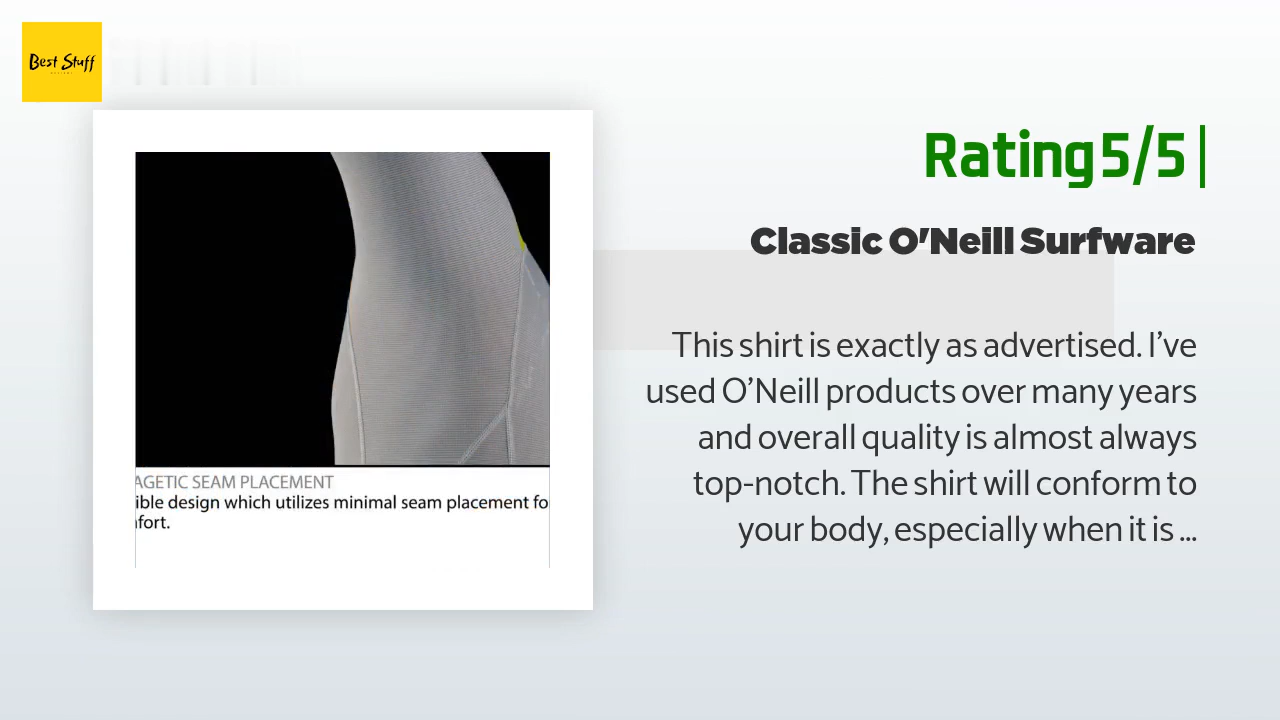 Best Stuff
Rating 5/5 |
Classic O'Neill Surfware
This shirt is exactly as advertised. I've
used O'Neill products over many years
and overall quality is almost always
top-notch. The shirt will conform to
your body, especially when it is ...
AGETIC SEAM PLACEMENT
ible design which utilizes minimal seam placement fo
fort.